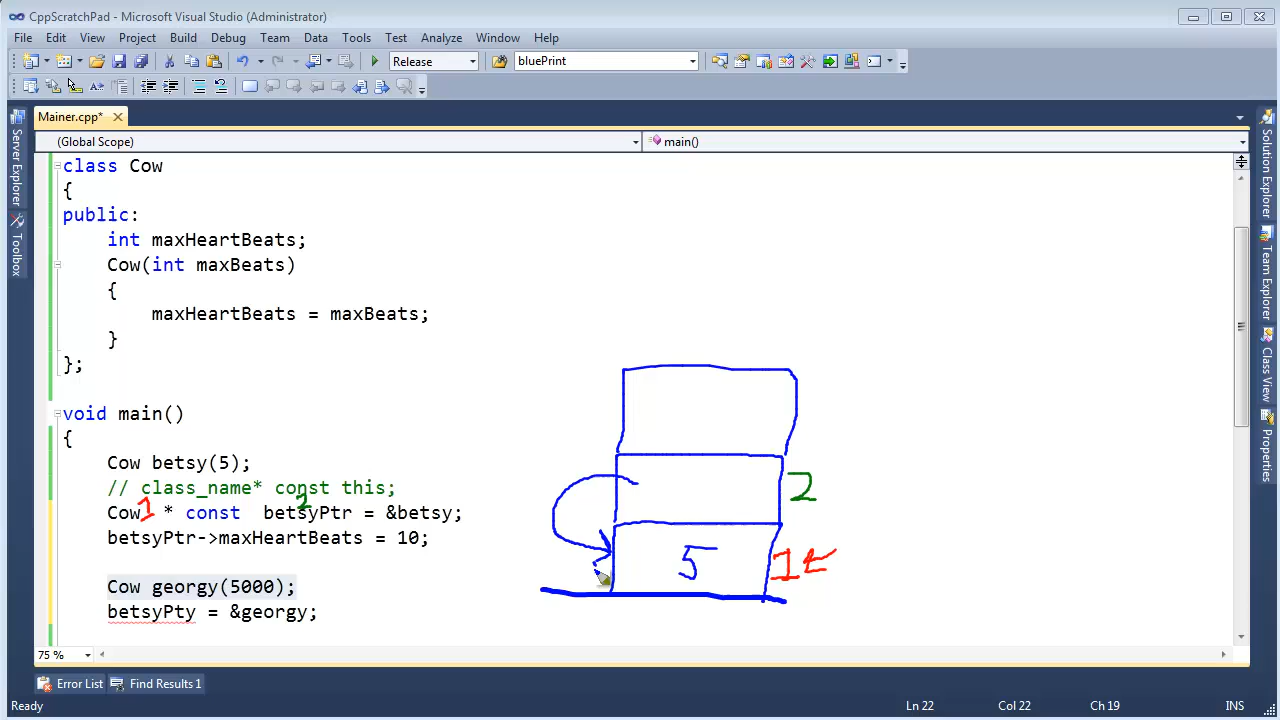 CppScratchPad - Microsoft Visual Studio (Administrator)
File Edit View Project Build Debug Team Data Tools Test Analyze Window Help
Release bluePrint
Mainer.cpp*
(Global Scope) main()
Server Explorer
Toolbox
Solution Explorer
Team Explorer
Class View
Properties
class Cow
{
public:
int maxHeartBeats;
Cow(int maxBeats)
{
maxHeartBeats = maxBeats;
}
};
void main()
{
Cow betsy(5);
// class_name* const this;
1 2
Cow * const betsyPtr = &betsy;
betsyPtr->maxHeartBeats = 10;
Cow georgy(5000);
betsyPty = &georgy;
2
5 1
75 %
Error List Find Results 1
Ready Ln 22 Col 22 Ch 19 INS